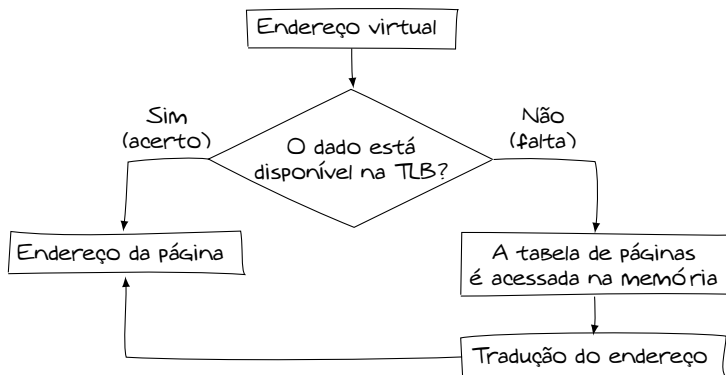 Endereço virtual
Sim
(acerto)
Não
(falta)
O dado está
disponível na TLB?
Endereço da página
A tabela de páginas
é acessada na memória
Tradução do endereço